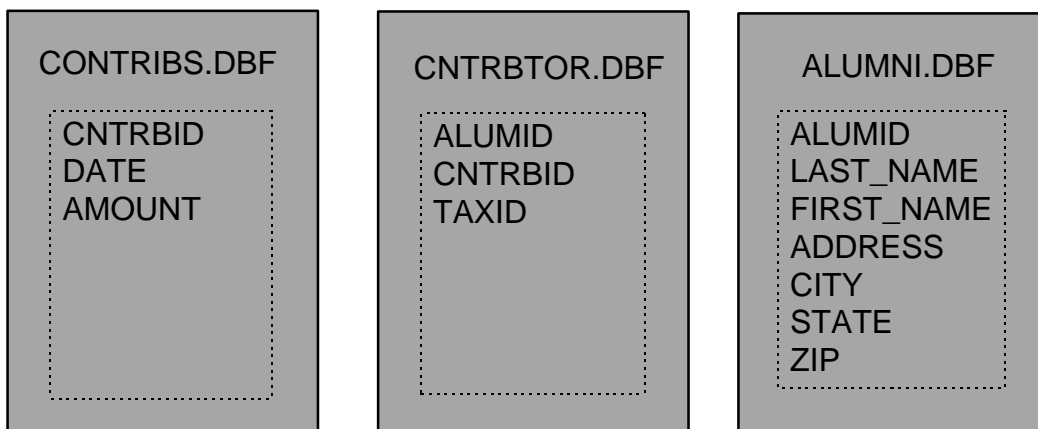 CONTRIBS.DBF
CNTRBID
DATE
AMOUNT
CNTRBTOR.DBF
ALUMID
CNTRBID
TAXID
ALUMNI.DBF
ALUMID
LAST_NAME
FIRST_NAME
ADDRESS
CITY
STATE
ZIP